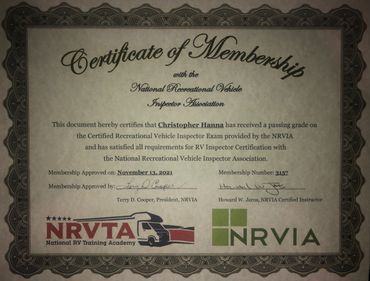 Certificate of Membership
with the
National Recreational Vehicle
Inspector Association
This document hereby certifies that Christopher Hanna has received a passing grade on
the Certified Recreational Vehicle Inspector Exam provided by the NRVIA
and has satisfied all requirements for RV Inspector Certification with
the National Recreational Vehicle Inspector Association.
Membership Approved on: November 13, 2021 Membership Number: 3157
Membership Approved by:
Terry D. Cooper, President, NRVIA Howard W. Jaros, NRVIA Certified Instructor
NRVTA
National RV Training Academy
NRVIA